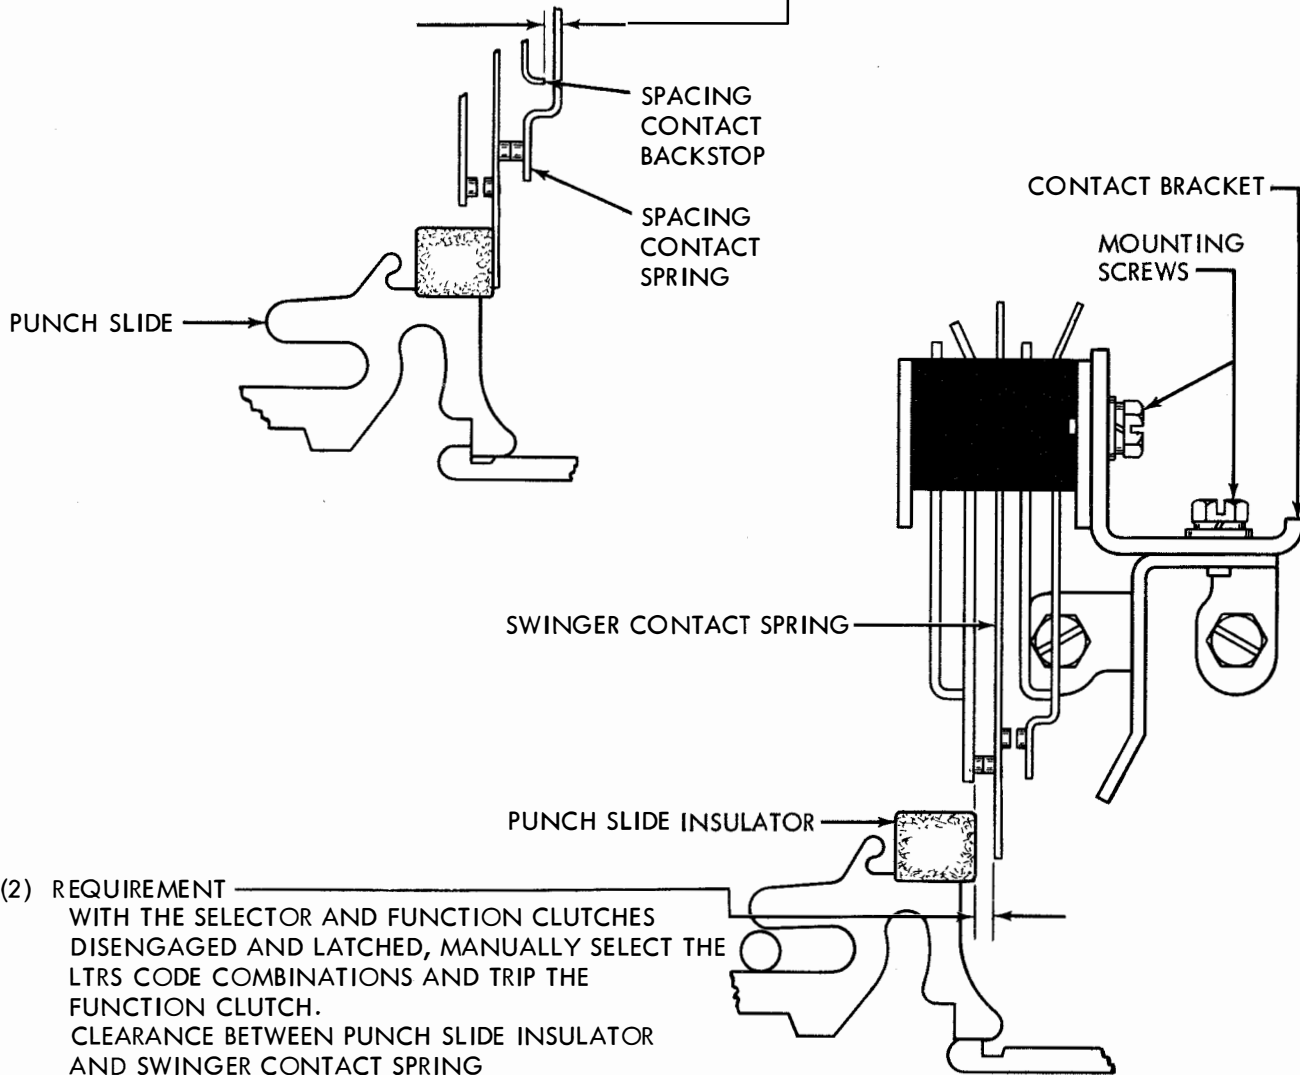 SPACING
CONTACT
BACKSTOP
SPACING
CONTACT
SPRING
PUNCH SLIDE
CONTACT BRACKET
MOUNTING
SCREWS
SWINGER CONTACT SPRING
PUNCH SLIDE INSULATOR
(2) REQUIREMENT
WITH THE SELECTOR AND FUNCTION CLUTCHES
DISENGAGED AND LATCHED, MANUALLY SELECT THE
LTRS CODE COMBINATIONS AND TRIP THE
FUNCTION CLUTCH.
CLEARANCE BETWEEN PUNCH SLIDE INSULATOR
AND SWINGER CONTACT SPRING